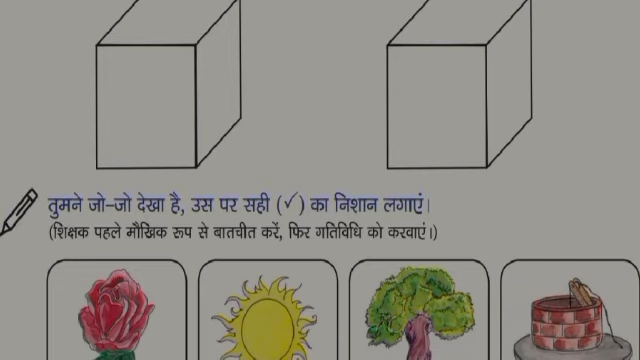 तुमने जो-जो देखा है, उस पर सही (✓) का निशान लगाएं।
(शिक्षक पहले मौखिक रूप से बातचीत करें, फिर गतिविधि को करवाएं।)